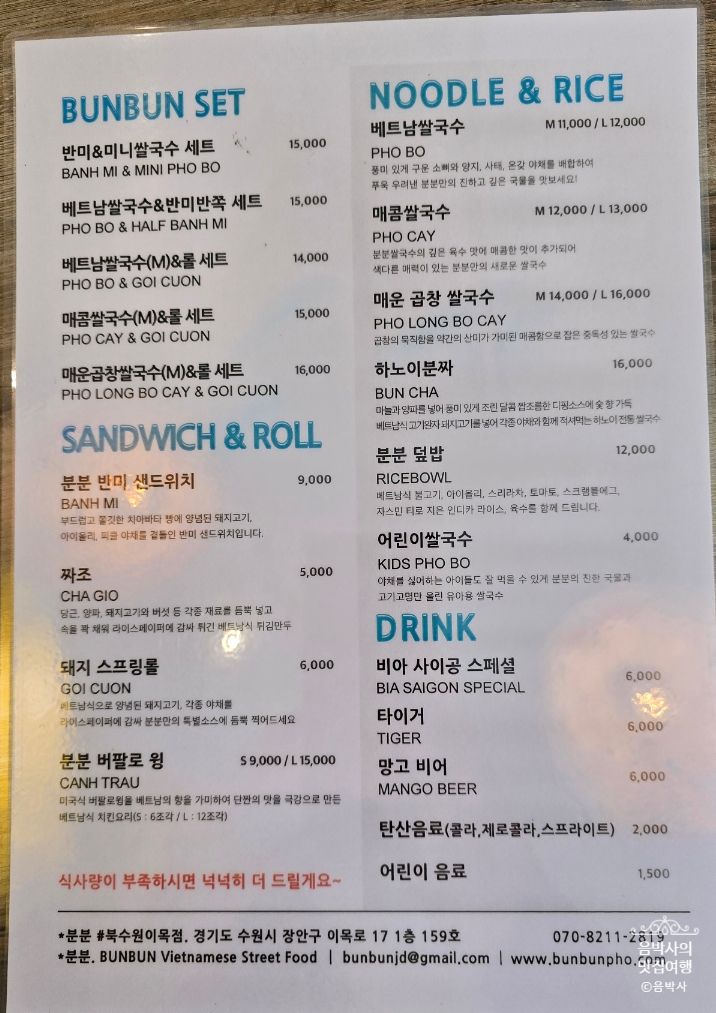 BUNBUN SET
반미&미니쌀국수 세트 15,000
BANH MI & MINI PHO BO
베트남쌀국수&반미반쪽 세트 15,000
PHO BO & HALF BANH MI
베트남쌀국수(M)&롤 세트 14,000
PHO BO & GOI CUON
매콤쌀국수(M)&롤 세트 15,000
PHO CAY & GOI CUON
매운곱창쌀국수(M)&롤 세트 16,000
PHO LONG BO CAY & GOI CUON
SANDWICH & ROLL
분분 반미 샌드위치 9,000
BANH MI
부드럽고 쫄깃한 치아바타 빵에 양념된 돼지고기,
아이올리, 피클 야채를 곁들인 반미 샌드위치입니다.
짜조 5,000
CHA GIO
당근, 양파, 돼지고기와 버섯 등 각종 재료를 듬뿍 넣고
속을 꽉 채워 라이스페이퍼에 감싸 튀긴 베트남식 튀김만두
돼지 스프링롤 6,000
GOI CUON
베트남식으로 양념된 돼지고기, 각종 야채를
라이스페이퍼에 감싸 분분만의 특별소스에 듬뿍 찍어드세요
분분 버팔로 윙 S 9,000 / L 15,000
CANH TRAU
미국식 버팔로윙을 베트남의 향을 가미하여 단짠의 맛을 극강으로 만든
베트남식 치킨요리(S : 6조각 / L : 12조각)
식사량이 부족하시면 넉넉히 더 드릴게요~
NOODLE & RICE
베트남쌀국수 M 11,000 / L 12,000
PHO BO
풍미 있게 구운 소뼈와 양지, 사태, 온갖 야채를 배합하여
푸욱 우려낸 분분만의 진하고 깊은 국물을 맛보세요!
매콤쌀국수 M 12,000 / L 13,000
PHO CAY
분분쌀국수의 깊은 육수 맛에 매콤한 맛이 추가되어
색다른 매력이 있는 분분만의 새로운 쌀국수
매운 곱창 쌀국수 M 14,000 / L 16,000
PHO LONG BO CAY
곱창의 묵직함을 약간의 산미가 가미된 매콤함으로 잡은 중독성 있는 쌀국수
하노이분짜 16,000
BUN CHA
마늘과 양파를 넣어 풍미 있게 조린 달콤 짭조름한 디핑소스에 숯 향 가득
베트남식 고기완자 돼지고기를 넣어 각종 야채와 함께 적셔먹는 하노이 전통 쌀국수
분분 덮밥 12,000
RICEBOWL
베트남식 불고기, 아이올리, 스리라차, 토마토, 스크램블에그,
자스민 티로 지은 인디카 라이스, 육수를 함께 드립니다.
어린이쌀국수 4,000
KIDS PHO BO
야채를 싫어하는 아이들도 잘 먹을 수 있게 분분의 진한 국물과
고기고명만 올린 유아용 쌀국수
DRINK
비아 사이공 스페셜 6,000
BIA SAIGON SPECIAL
타이거 6,000
TIGER
망고 비어 6,000
MANGO BEER
탄산음료(콜라,제로콜라,스프라이트) 2,000
어린이 음료 1,500
*분분 #북수원이목점. 경기도 수원시 장안구 이목로 17 1층 159호 070-8211-2819
*분분. BUNBUN Vietnamese Street Food | bunbunjd@gmail.com | www.bunbunpho.com
음박사의
맛집여행
©음박사